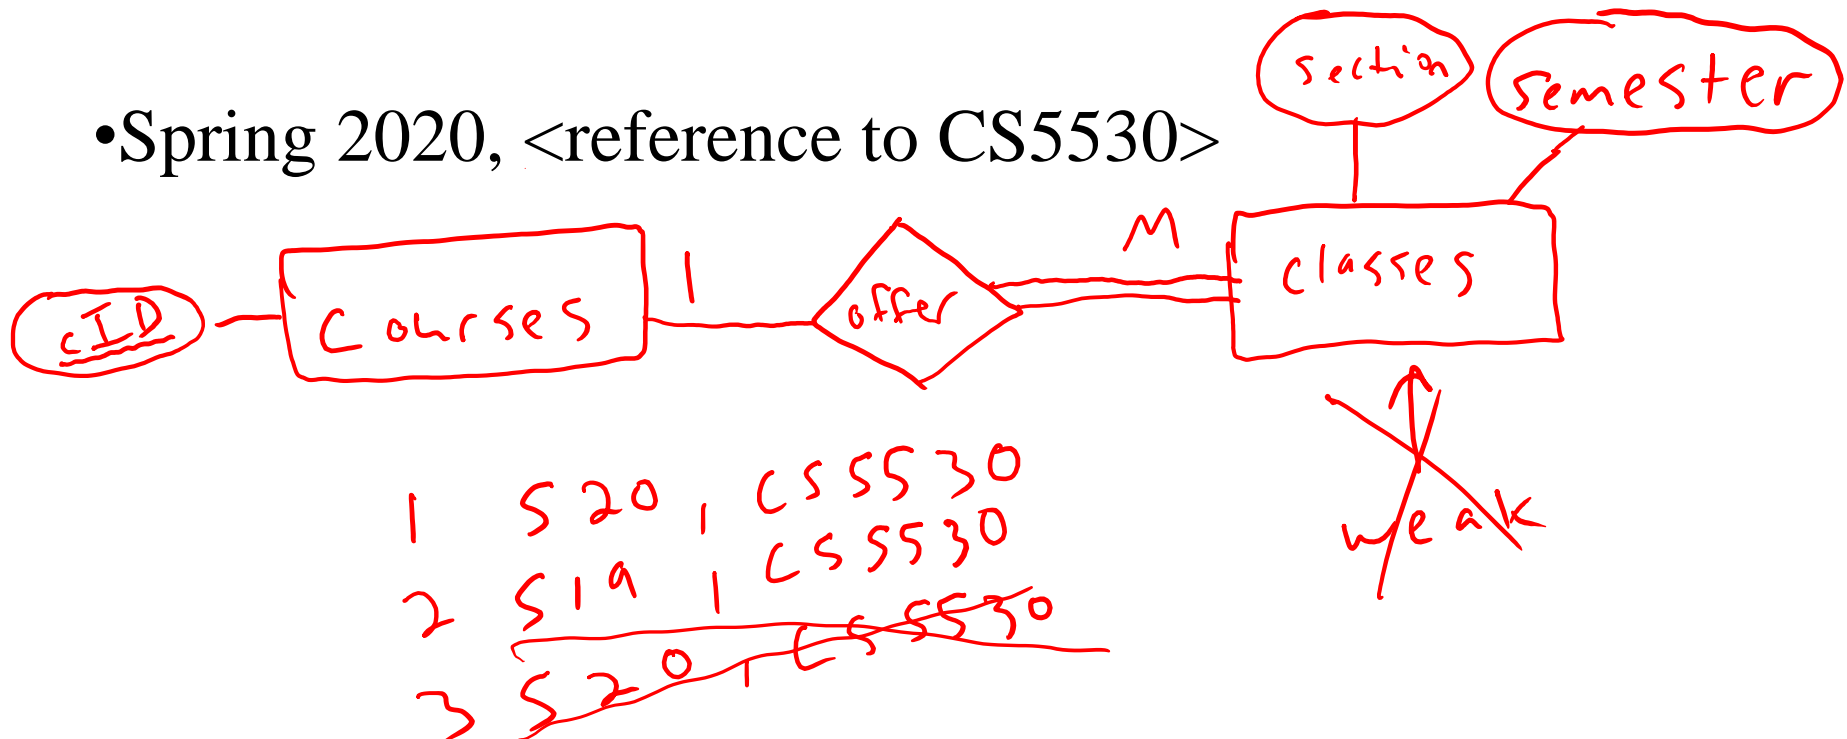 section semester
•Spring 2020, <reference to CS5530>
cID Courses 1 offer M classes
1 S20, CS5530
2 S19, CS5530
3 S20, CS5530
weak